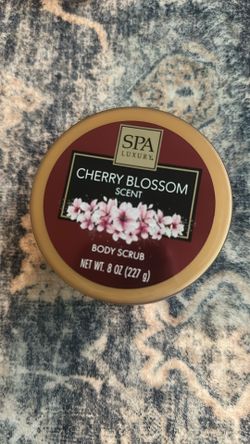 SPA
LUXURY
CHERRY BLOSSOM
SCENT
BODY SCRUB
NET WT. 8 OZ (227 g)